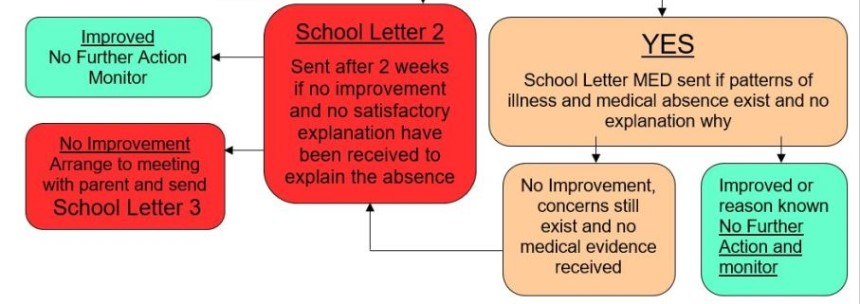 Improved
No Further Action
Monitor
No Improvement
Arrange to meeting
with parent and send
School Letter 3
School Letter 2
Sent after 2 weeks
if no improvement
and no satisfactory
explanation have
been received to
explain the absence
YES
School Letter MED sent if patterns of
illness and medical absence exist and no
explanation why
No Improvement,
concerns still
exist and no
medical evidence
received
Improved or
reason known
No Further
Action and
monitor